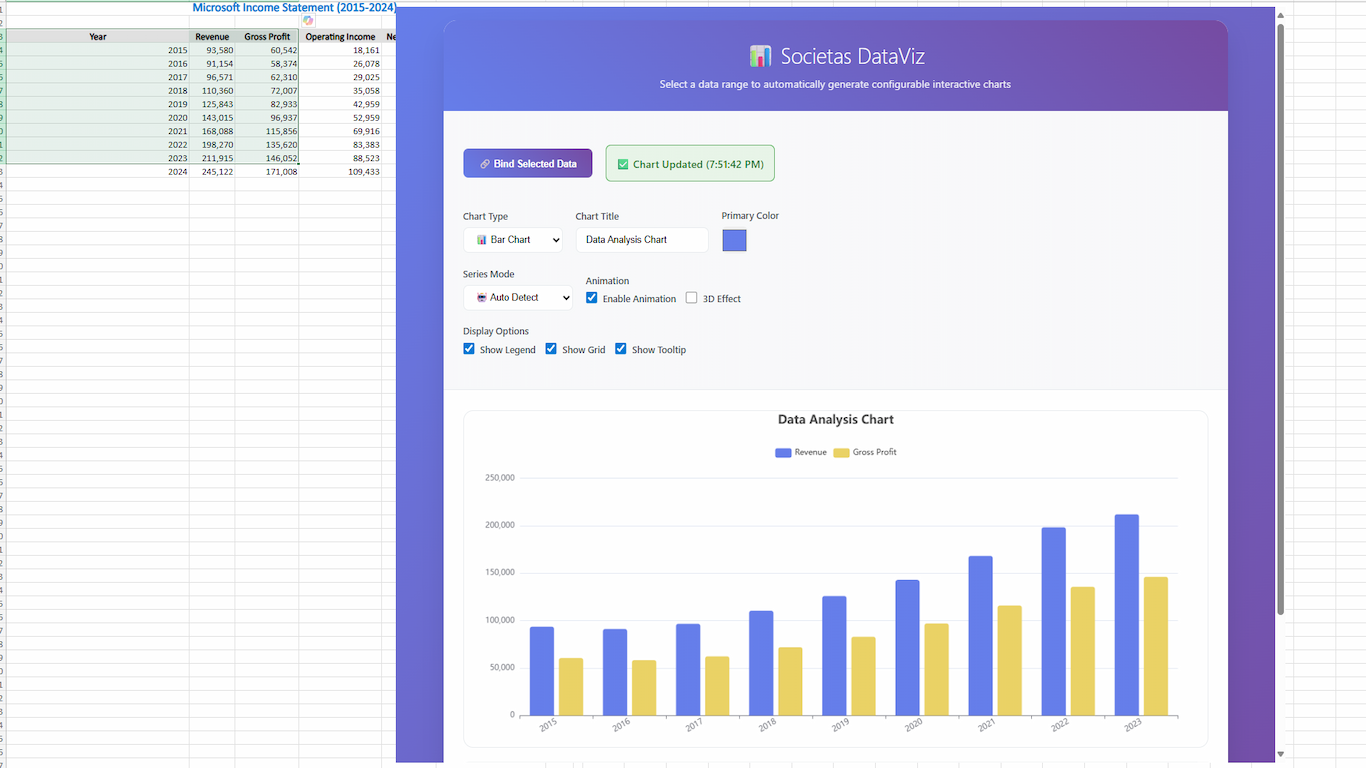 Microsoft Income Statement (2015-2024)
Year Revenue Gross Profit Operating Income Ne
2015 93,580 60,542 18,161
2016 91,154 58,374 26,078
2017 96,571 62,310 29,025
2018 110,360 72,007 35,058
2019 125,843 82,933 42,959
2020 143,015 96,937 52,959
2021 168,088 115,856 69,916
2022 198,270 135,620 83,383
2023 211,915 146,052 88,523
2024 245,122 171,008 109,433
Societas DataViz
Select a data range to automatically generate configurable interactive charts
Bind Selected Data
Chart Updated (7:51:42 PM)
Chart Type Chart Title Primary Color
Bar Chart Data Analysis Chart
Series Mode Animation
Auto Detect Enable Animation 3D Effect
Display Options
Show Legend Show Grid Show Tooltip
Data Analysis Chart
Revenue Gross Profit
250,000
200,000
150,000
100,000
50,000
0
2015 2016 2017 2018 2019 2020 2021 2022 2023